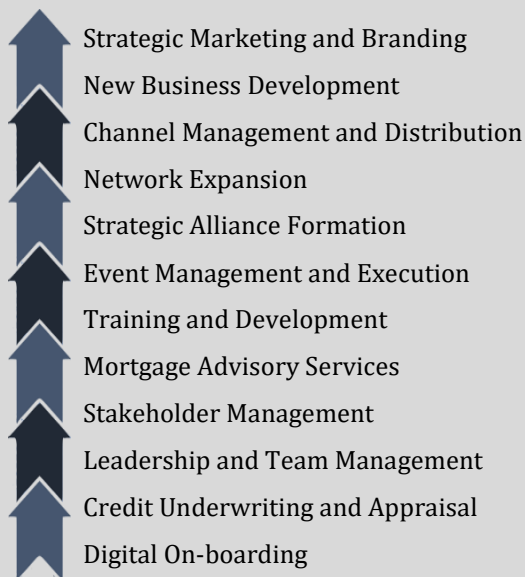 Strategic Marketing and Branding
New Business Development
Channel Management and Distribution
Network Expansion
Strategic Alliance Formation
Event Management and Execution
Training and Development
Mortgage Advisory Services
Stakeholder Management
Leadership and Team Management
Credit Underwriting and Appraisal
Digital On-boarding